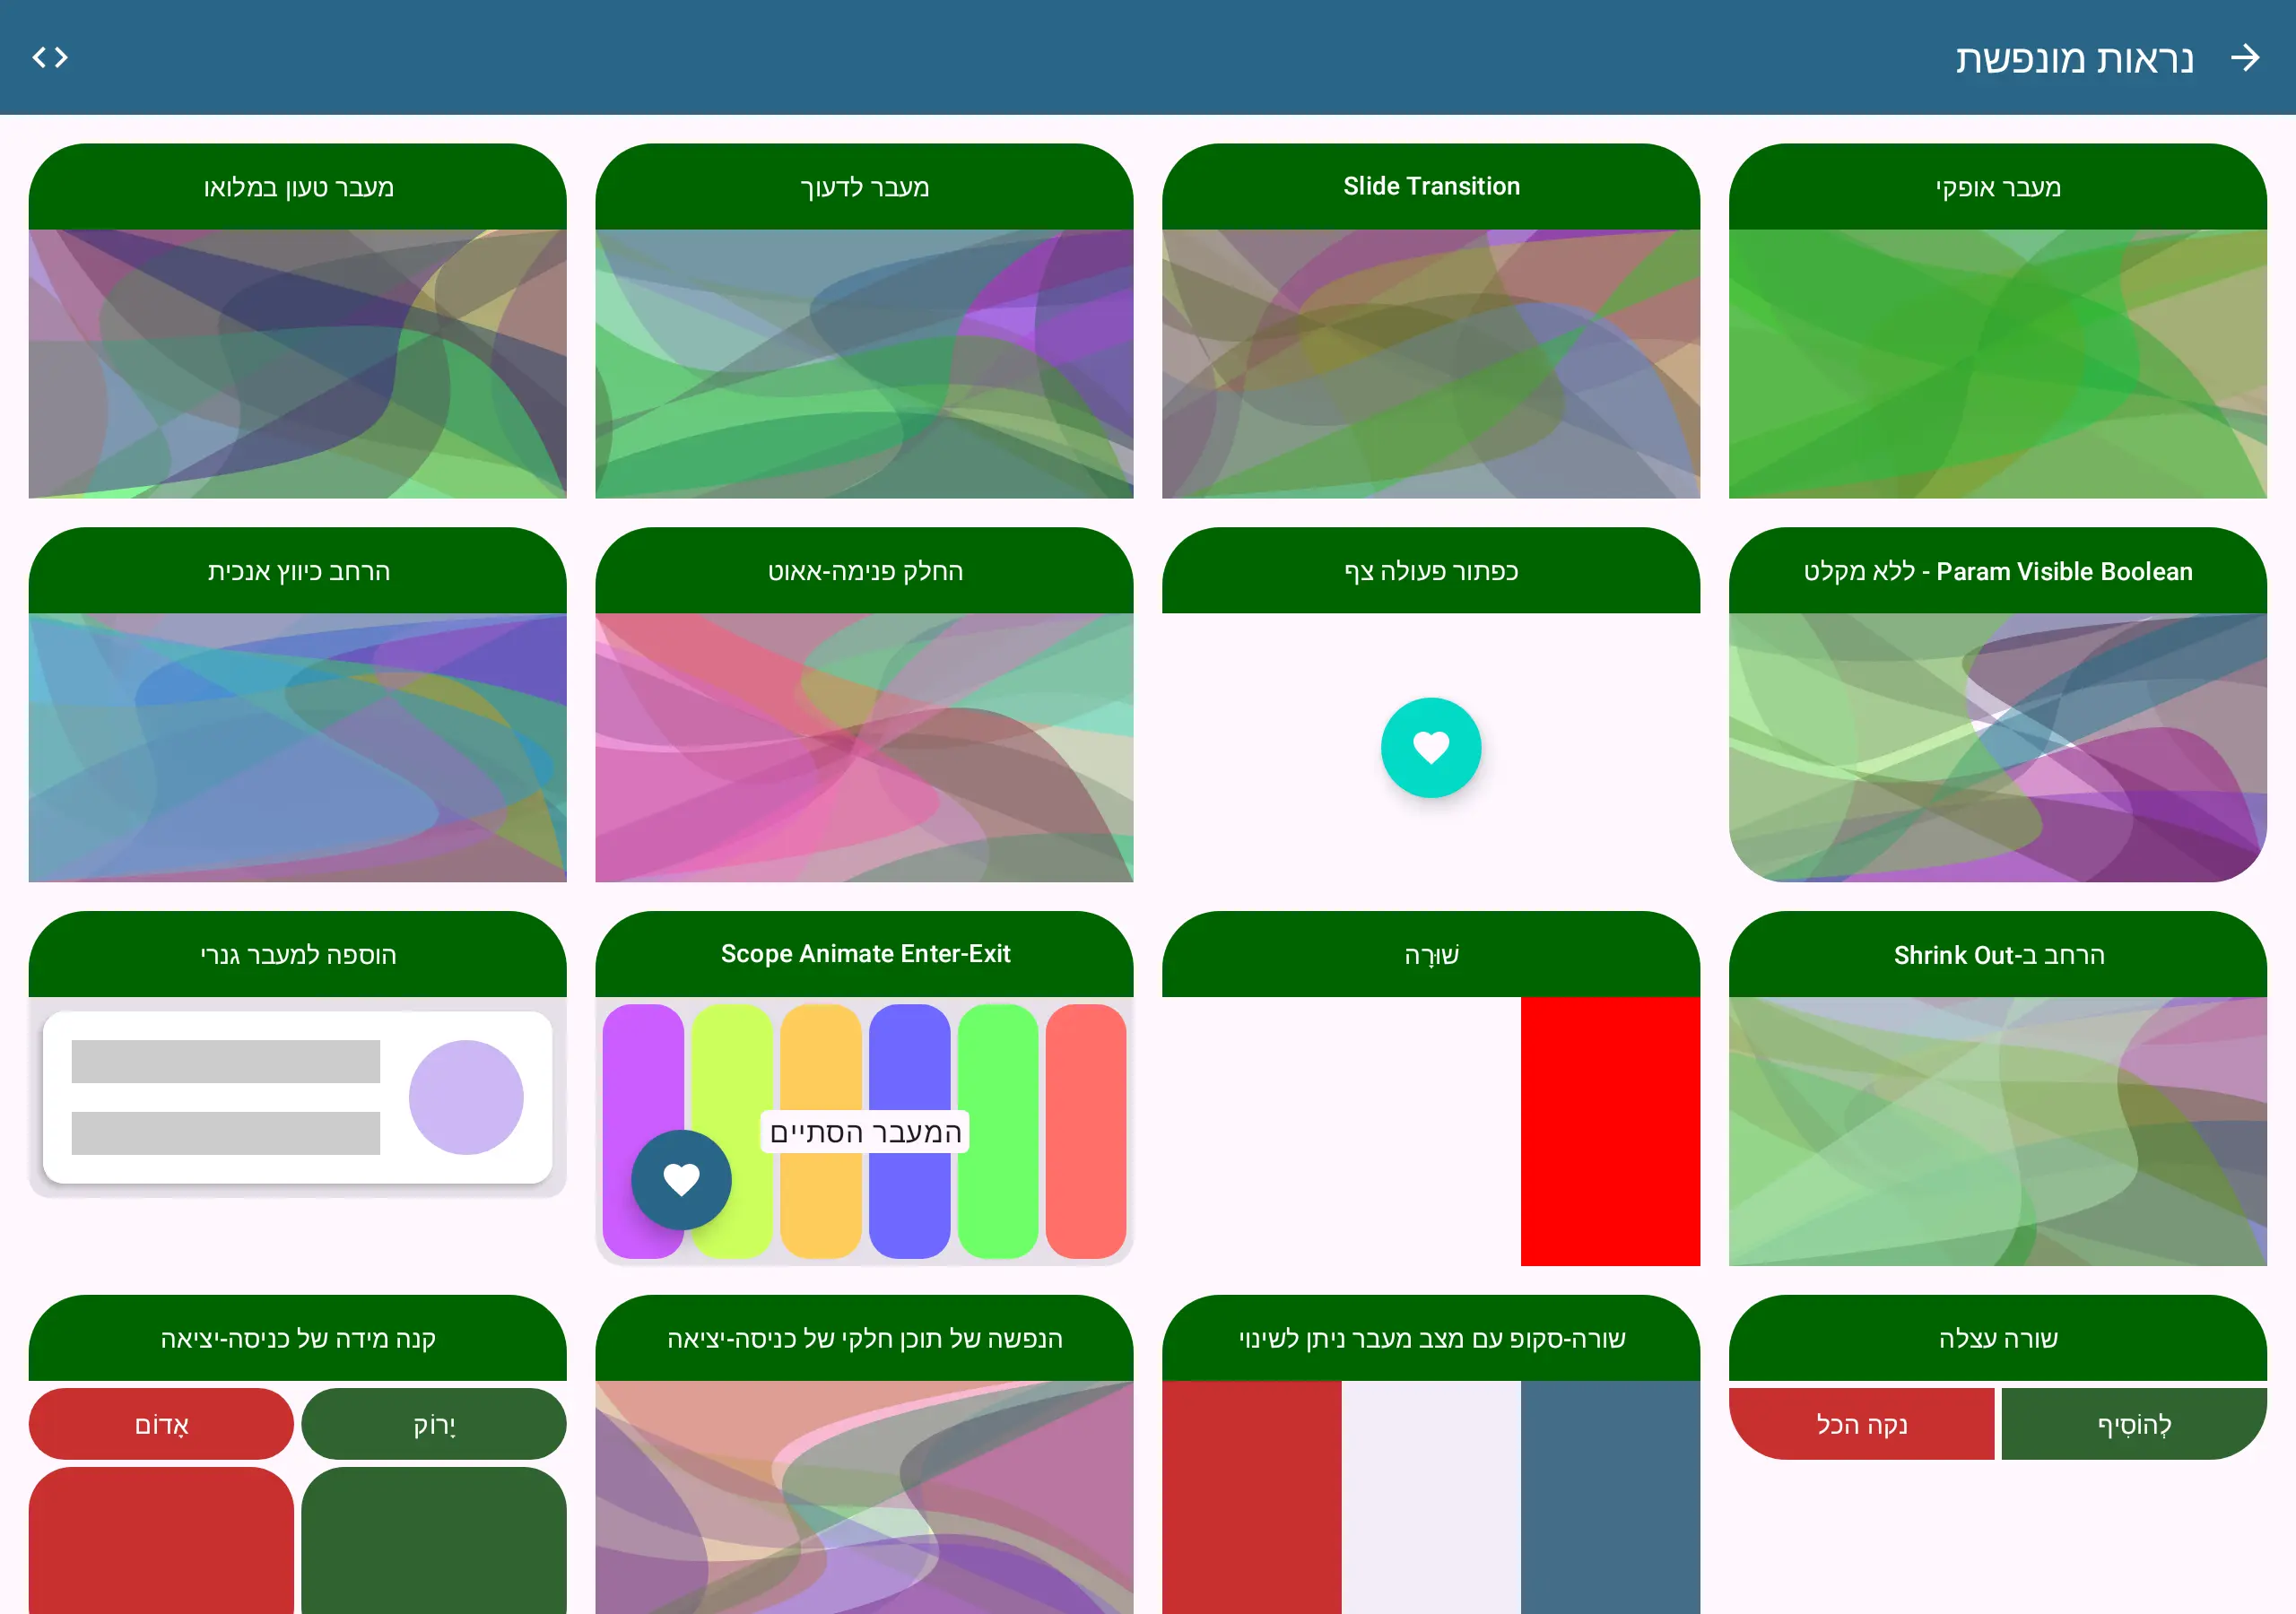 נראות מונפשת
מעבר אופקי
Slide Transition
מעבר לדעוך
מעבר טעון במלואו
Param Visible Boolean - ללא מקלט
כפתור פעולה צף
החלק פנימה-אאוט
הרחב כיווץ אנכית
הרחב ב-Shrink Out
שׁוּרָה
Scope Animate Enter-Exit
המעבר הסתיים
הוספה למעבר גנרי
שורה עצלה
לְהוֹסִיף
נקה הכל
שורה-סקופ עם מצב מעבר ניתן לשינוי
הנפשה של תוכן חלקי של כניסה-יציאה
קנה מידה של כניסה-יציאה
יָרוֹק
אָדוֹם